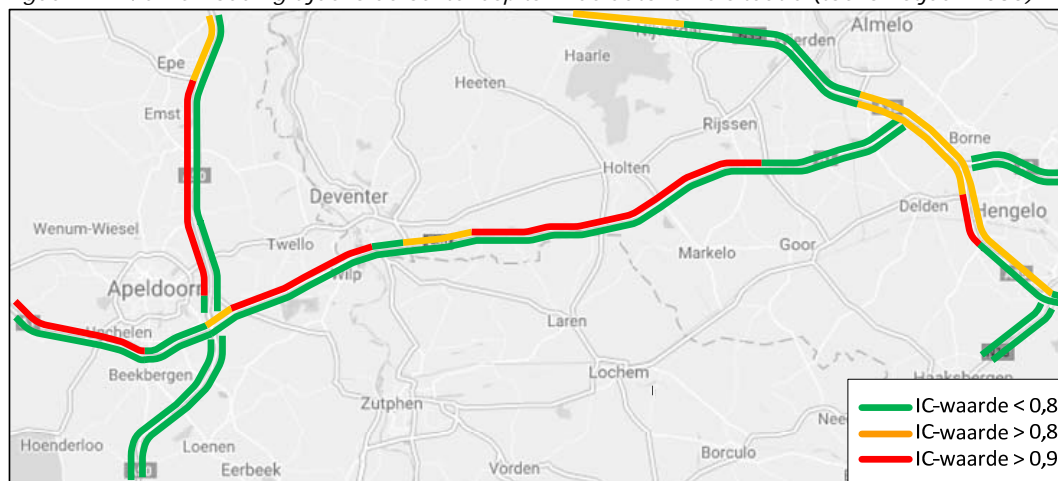 Almelo
Haarle
Epe
Heeten
Emst
Rijssen
Borne
Holten
Deventer
Delden
Hengelo
Wenum-Wiesel
Twello
Goor
Markelo
Wilp
Apeldoorn
Laren
Beekbergen
Lochem
Haaksbergen
Zutphen
Hoenderloo
Loenen
Borculo
Eerbeek
Vorden
IC-waarde < 0,8
IC-waarde > 0,8
IC-waarde > 0,9